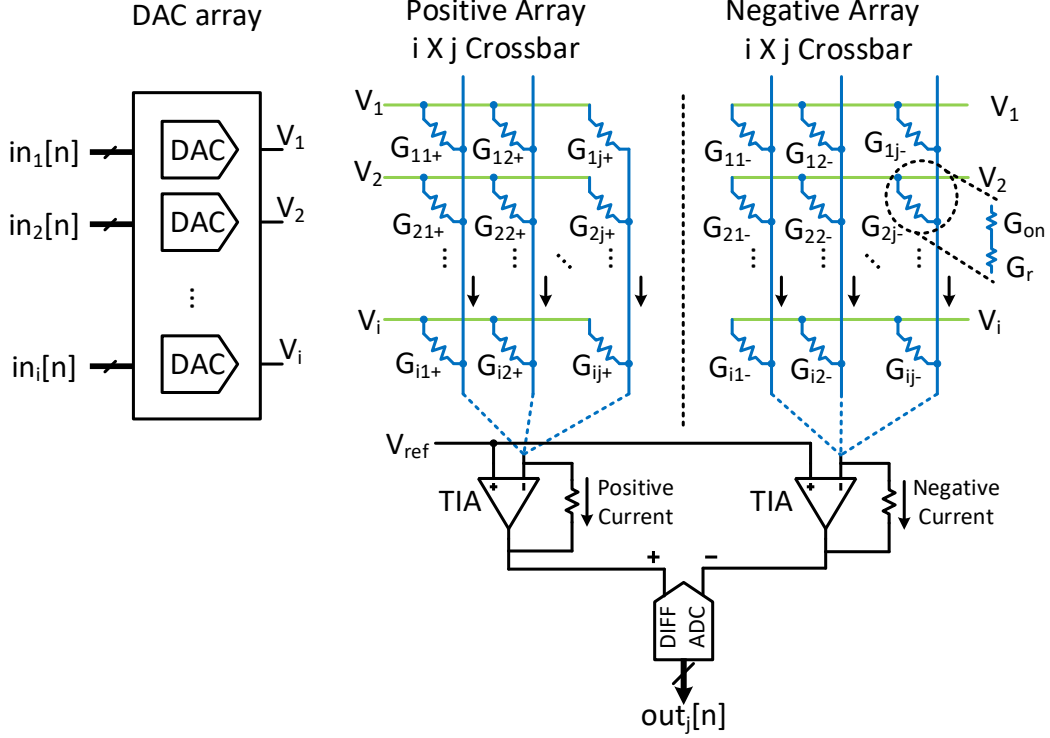 DAC array
Positive Array
i X j Crossbar
Negative Array
i X j Crossbar
in₁[n]
DAC
V₁
in₂[n]
DAC
V₂
...
inᵢ[n]
DAC
Vᵢ
V₁
G₁₁₊ G₁₂₊ G₁ⱼ₊
V₂
G₂₁₊ G₂₂₊ G₂ⱼ₊
... ... ... ...
Vᵢ
Gᵢ₁₊ Gᵢ₂₊ Gᵢⱼ₊
V₁
G₁₁₋ G₁₂₋ G₁ⱼ₋
V₂
G₂₁₋ G₂₂₋ G₂ⱼ₋
Gon
Gᵣ
... ... ... ...
Vᵢ
Gᵢ₁₋ Gᵢ₂₋ Gᵢⱼ₋
Vref
+ -
TIA
Positive
Current
+ -
TIA
Negative
Current
+ −
DIFF
ADC
outⱼ[n]